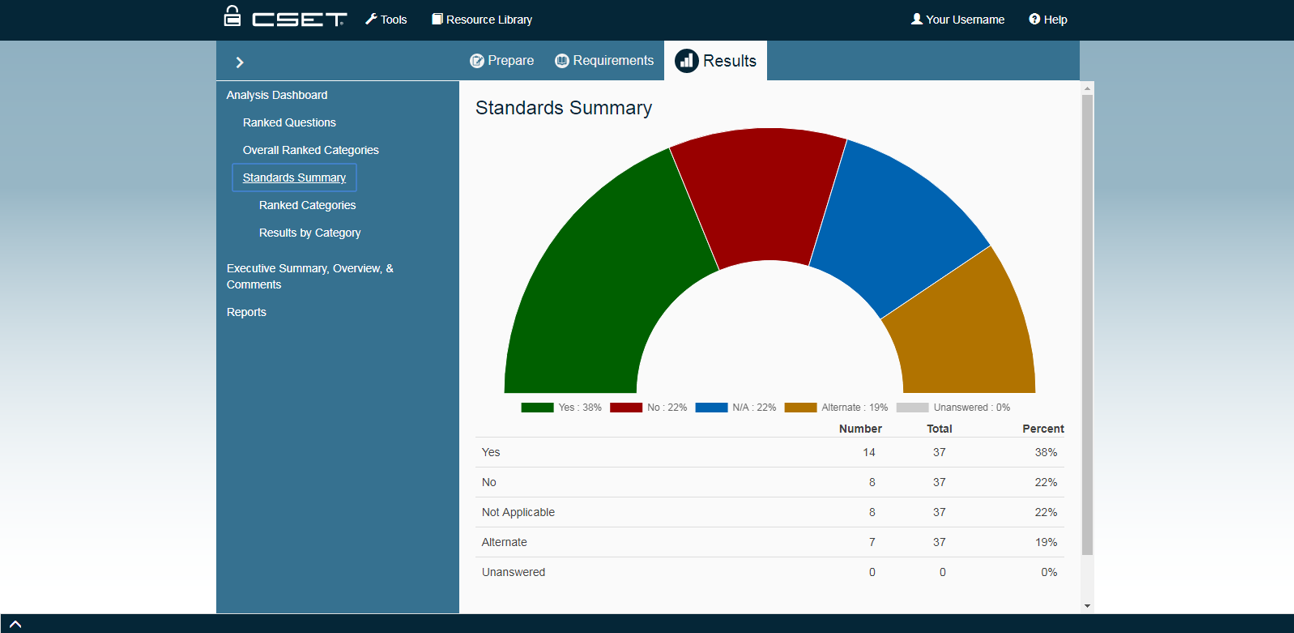 CSET
Tools
Resource Library
Your Username
Help
Prepare
Requirements
Results
Analysis Dashboard
Ranked Questions
Overall Ranked Categories
Standards Summary
Ranked Categories
Results by Category
Executive Summary, Overview, &
Comments
Reports
Standards Summary
Yes : 38% No : 22% N/A : 22% Alternate : 19% Unanswered : 0%
Number Total Percent
Yes 14 37 38%
No 8 37 22%
Not Applicable 8 37 22%
Alternate 7 37 19%
Unanswered 0 0 0%